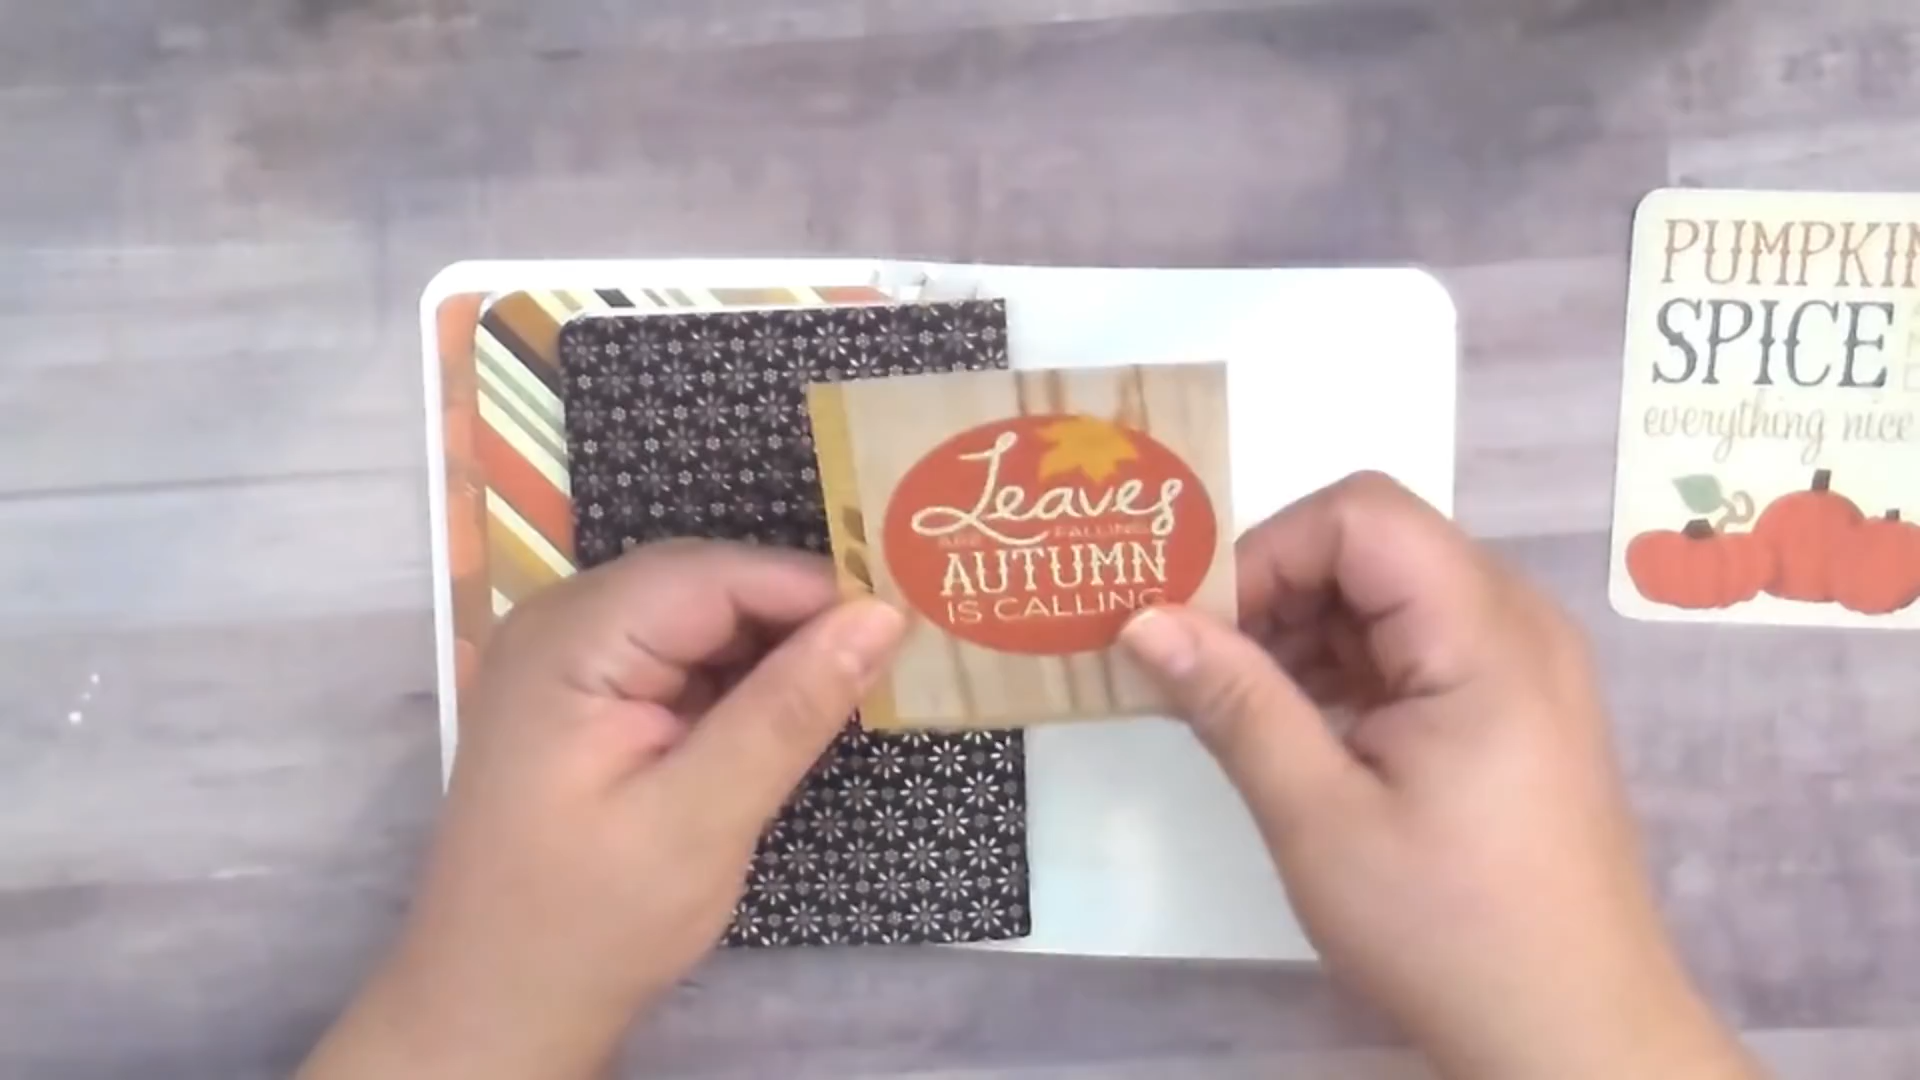 Leaves
ARE FALLING
AUTUMN
IS CALLING
PUMPKIN
SPICE
everything nice